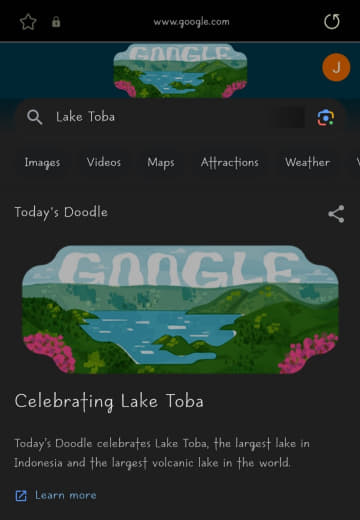 www.google.com
GOOGLE
J
Lake Toba
Images Videos Maps Attractions Weather
Today's Doodle
GOOGLE
Celebrating Lake Toba
Today's Doodle celebrates Lake Toba, the largest lake in
Indonesia and the largest volcanic lake in the world.
Learn more